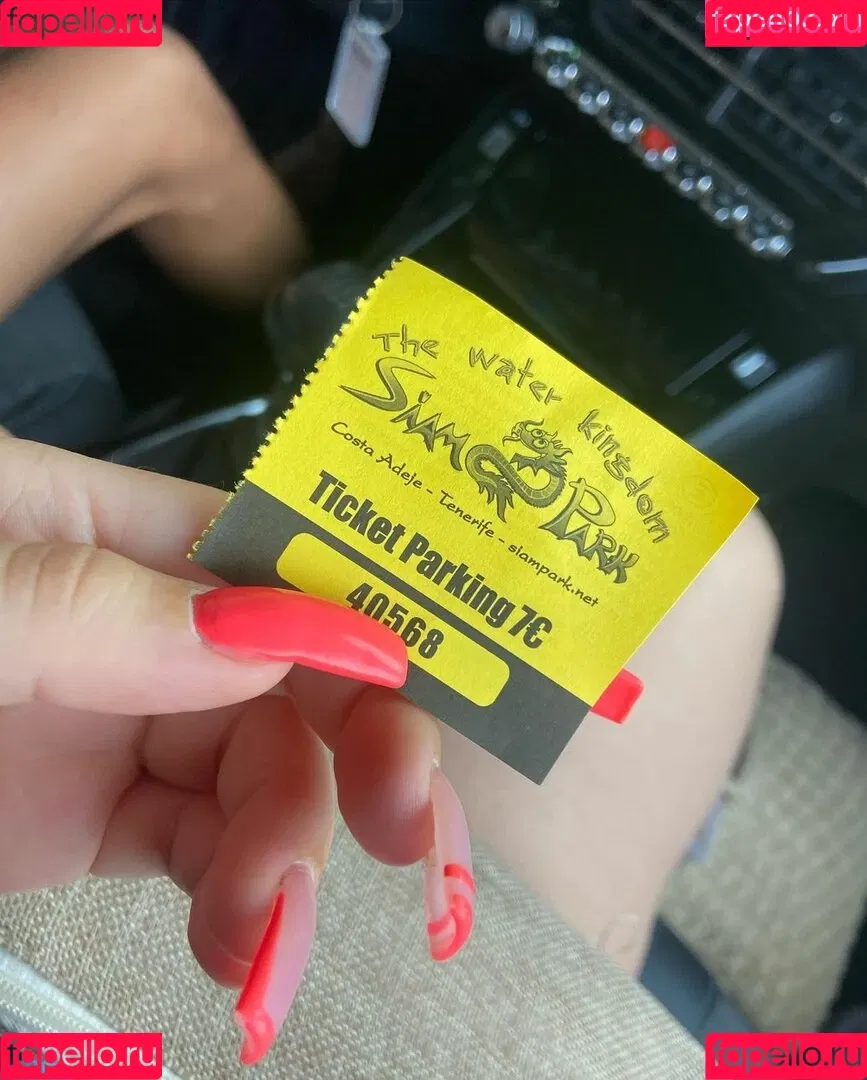 fapello.ru
fapello.ru
The water kingdom
SIAM PARK
Costa Adeje - Tenerife - siampark.net
Ticket Parking 7€
40568
fapello.ru
fapello.ru